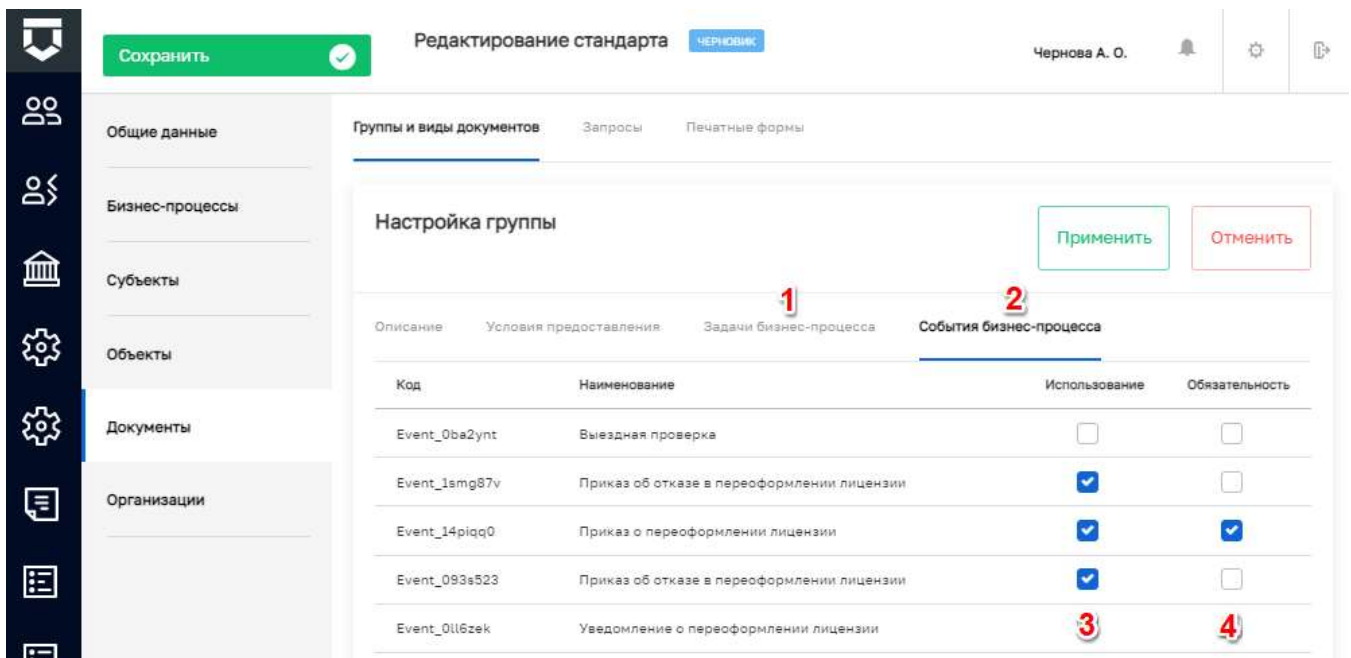 Сохранить
Редактирование стандарта
ЧЕРНОВИК
Чернова А. О.
Общие данные
Бизнес-процессы
Субъекты
Объекты
Документы
Организации
Группы и виды документов Запросы Печатные формы
Настройка группы
Применить
Отменить
1
2
Описание Условия предоставления Задачи бизнес-процесса События бизнес-процесса
Код Наименование Использование Обязательность
Event_0ba2ynt Выездная проверка
Event_1smg87v Приказ об отказе в переоформлении лицензии
Event_14piqq0 Приказ о переоформлении лицензии
Event_093s523 Приказ об отказе в переоформлении лицензии
Event_0ll6zek Уведомление о переоформлении лицензии 3 4